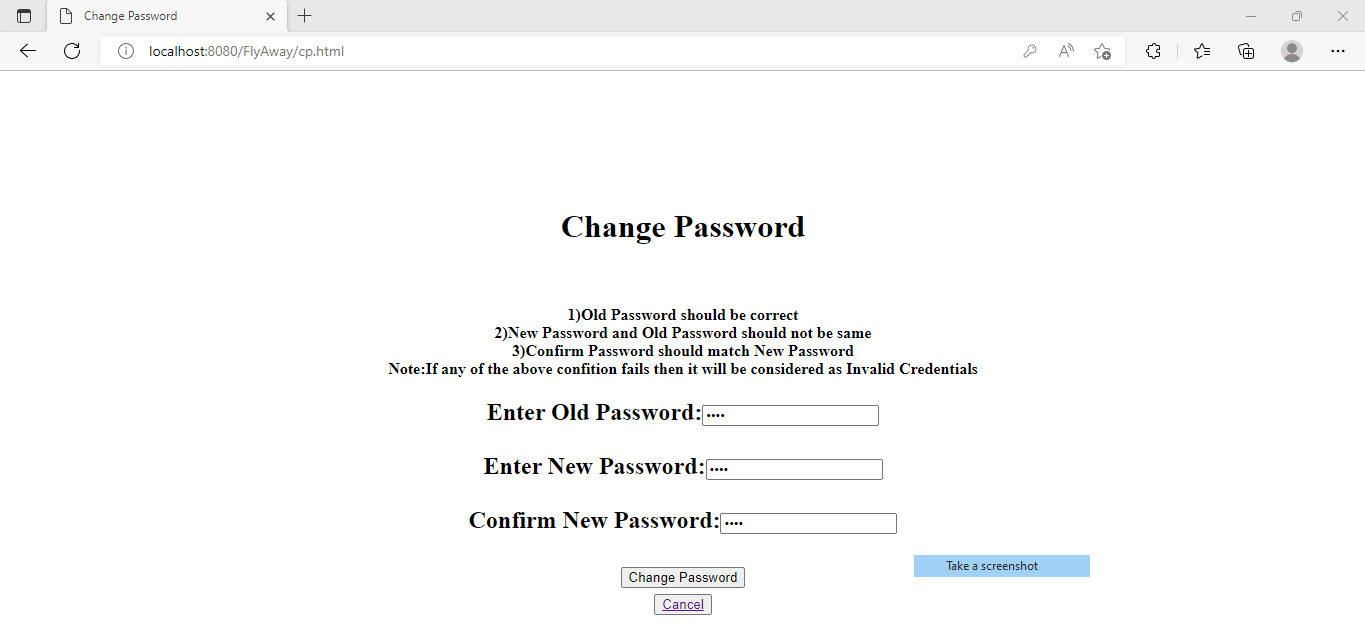 Change Password
localhost:8080/FlyAway/cp.html
Change Password
1)Old Password should be correct
2)New Password and Old Password should not be same
3)Confirm Password should match New Password
Note:If any of the above confition fails then it will be considered as Invalid Credentials
Enter Old Password:••••
Enter New Password:••••
Confirm New Password:••••
Take a screenshot
Change Password
Cancel